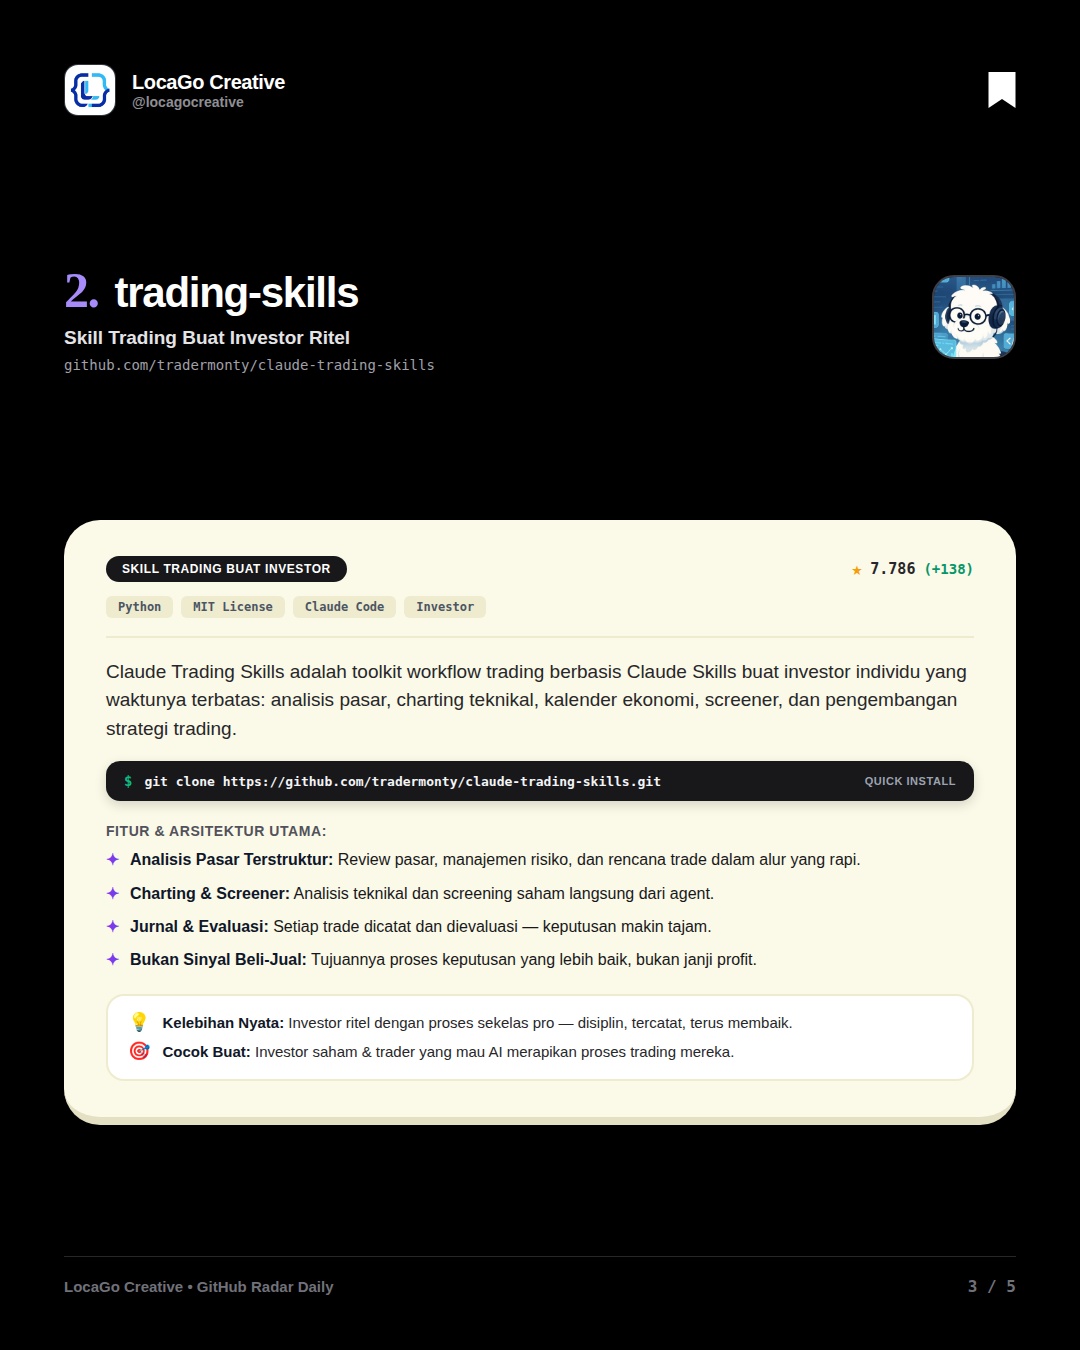 LocaGo Creative
@locagocreative
2. trading-skills
Skill Trading Buat Investor Ritel
github.com/tradermonty/claude-trading-skills
SKILL TRADING BUAT INVESTOR
★ 7.786 (+138)
Python MIT License Claude Code Investor
Claude Trading Skills adalah toolkit workflow trading berbasis Claude Skills buat investor individu yang
waktunya terbatas: analisis pasar, charting teknikal, kalender ekonomi, screener, dan pengembangan
strategi trading.
$ git clone https://github.com/tradermonty/claude-trading-skills.git QUICK INSTALL
FITUR & ARSITEKTUR UTAMA:
✦ Analisis Pasar Terstruktur: Review pasar, manajemen risiko, dan rencana trade dalam alur yang rapi.
✦ Charting & Screener: Analisis teknikal dan screening saham langsung dari agent.
✦ Jurnal & Evaluasi: Setiap trade dicatat dan dievaluasi — keputusan makin tajam.
✦ Bukan Sinyal Beli-Jual: Tujuannya proses keputusan yang lebih baik, bukan janji profit.
💡 Kelebihan Nyata: Investor ritel dengan proses sekelas pro — disiplin, tercatat, terus membaik.
🎯 Cocok Buat: Investor saham & trader yang mau AI merapikan proses trading mereka.
LocaGo Creative • GitHub Radar Daily
3 / 5